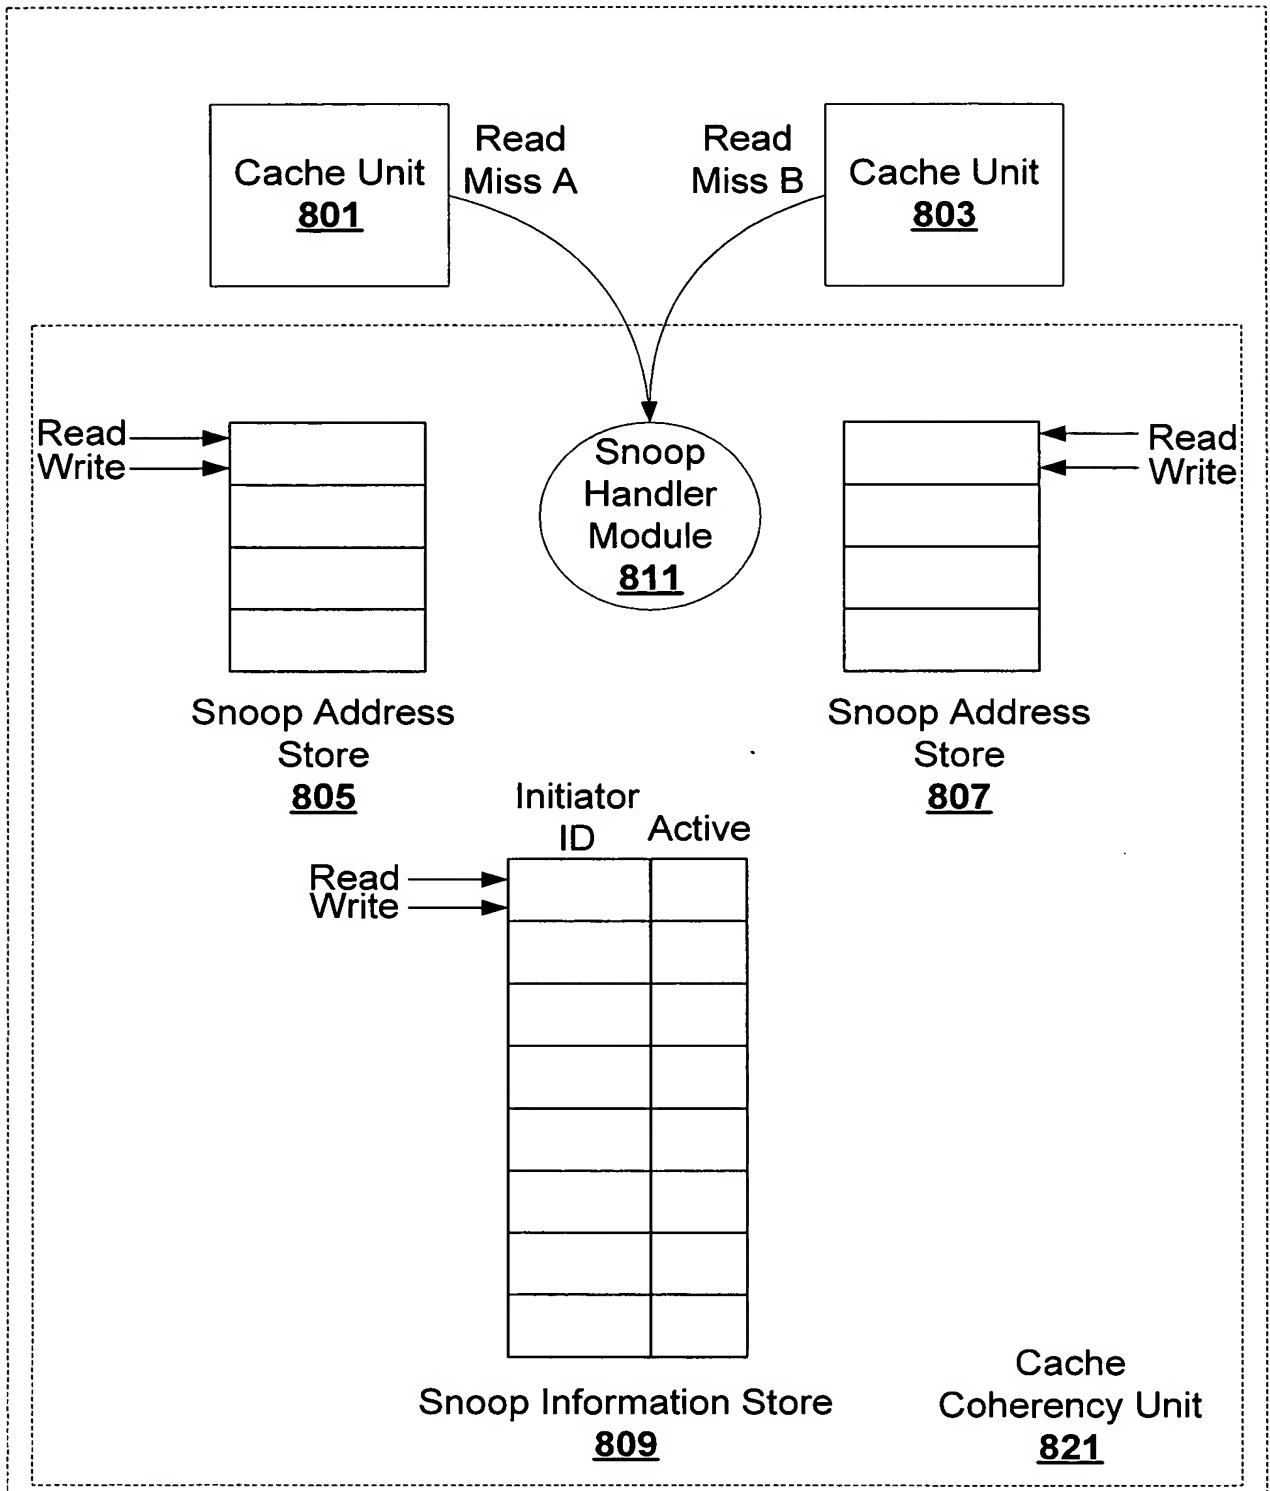 Cache Unit
801
Read
Miss A
Read
Miss B
Cache Unit
803
Read
Write
Snoop
Handler
Module
811
Read
Write
Snoop Address
Store
805
Snoop Address
Store
807
Initiator
ID
Active
Read
Write
Snoop Information Store
809
Cache
Coherency Unit
821